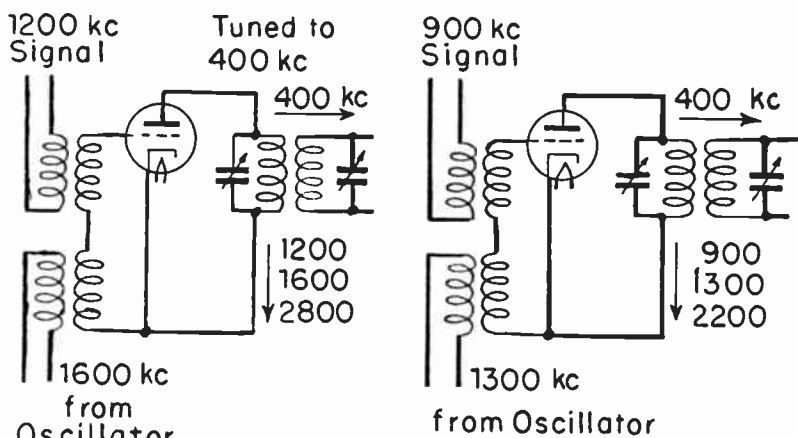 1200 kc
Signal
Tuned to
400 kc
400 kc
1200
1600
2800
1600 kc
from
Oscillator
900 kc
Signal
400 kc
900
1300
2200
1300 kc
from Oscillator